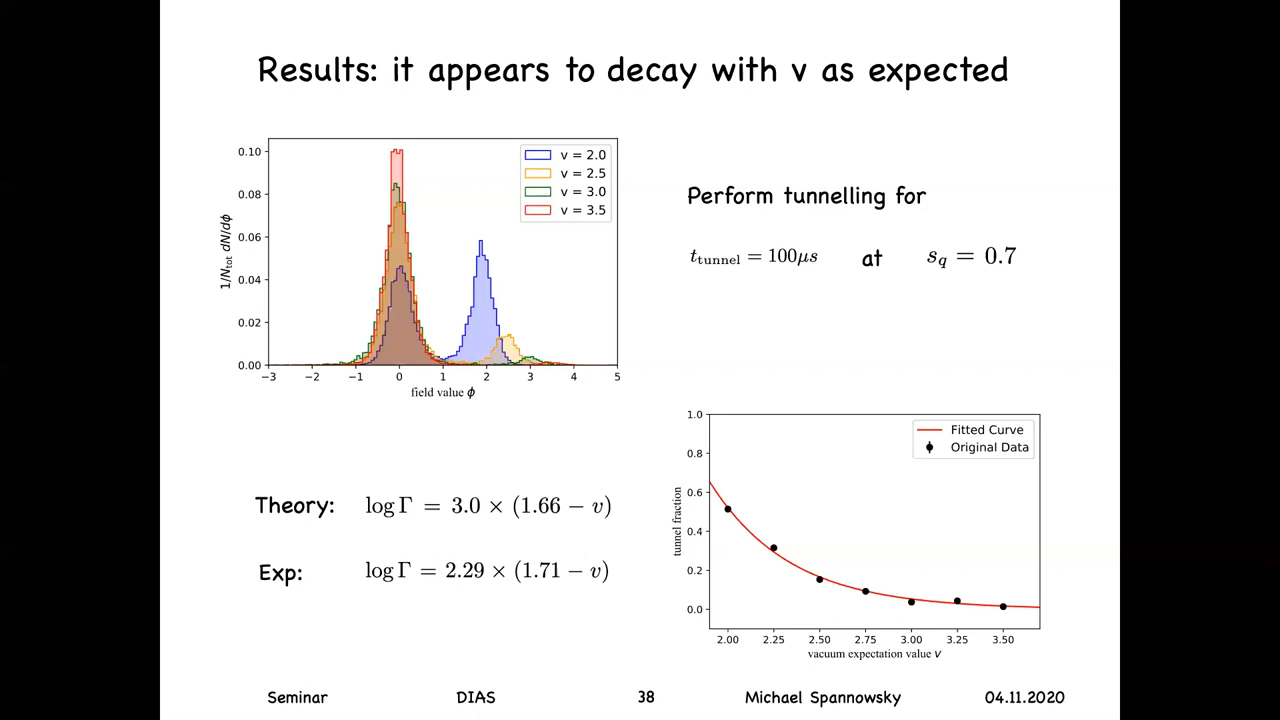 Results: it appears to decay with v as expected
0.10
0.08
0.06
0.04
0.02
0.00
−3 −2 −1 0 1 2 3 4 5
1/N_tot dN/dϕ
field value ϕ
v = 2.0
v = 2.5
v = 3.0
v = 3.5
Perform tunnelling for
t_tunnel = 100μs at s_q = 0.7
Theory: log Γ = 3.0 × (1.66 − v)
Exp: log Γ = 2.29 × (1.71 − v)
1.0
0.8
0.6
0.4
0.2
0.0
2.00 2.25 2.50 2.75 3.00 3.25 3.50
tunnel fraction
vacuum expectation value v
Fitted Curve
Original Data
Seminar DIAS 38 Michael Spannowsky 04.11.2020